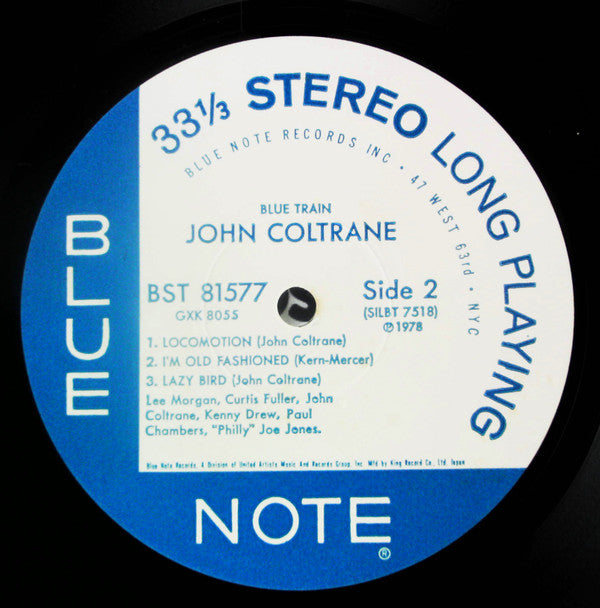 33⅓ STEREO LONG PLAYING
BLUE NOTE RECORDS INC • 47 WEST 63rd • NYC
BLUE TRAIN
JOHN COLTRANE
BST 81577
GXK 8055
Side 2
(SILBT 7518)
℗1978
1. LOCOMOTION (John Coltrane)
2. I'M OLD FASHIONED (Kern-Mercer)
3. LAZY BIRD (John Coltrane)
Lee Morgan, Curtis Fuller, John
Coltrane, Kenny Drew, Paul
Chambers, "Philly" Joe Jones.
Blue Note Records, A Division of United Artists Music And Records Group, Inc. Mfd by King Record Co., Ltd. Japan
BLUE
NOTE®